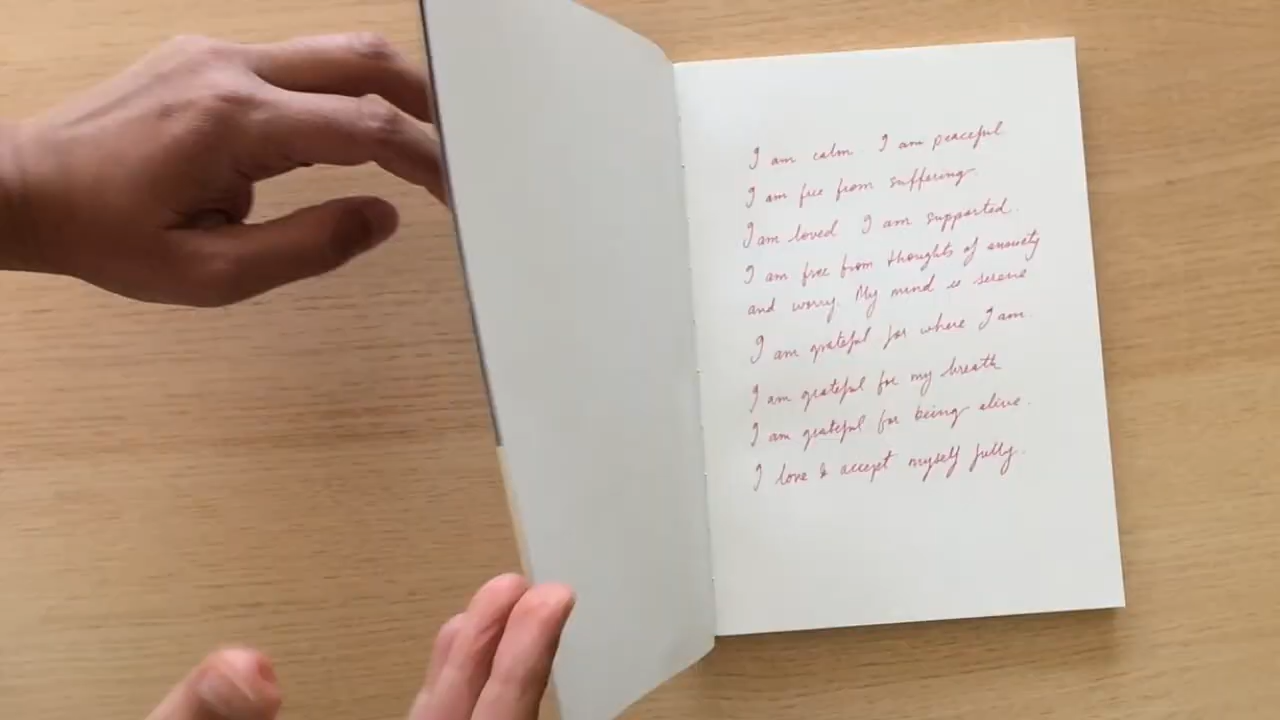 I am calm. I am peaceful.
I am free from suffering.
I am loved I am supported.
I am free from thoughts of anxiety
and worry. My mind is serene
I am grateful for where I am.
I am grateful for my breath
I am grateful for being alive.
I love & accept myself fully.